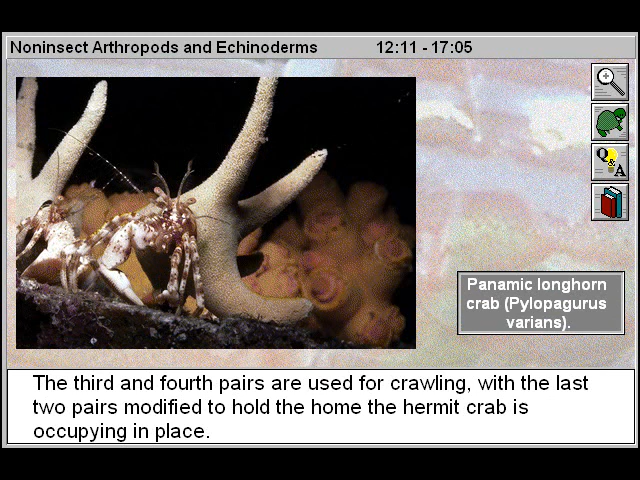 Noninsect Arthropods and Echinoderms 12:11 - 17:05
Q&A
Panamic longhorn
crab (Pylopagurus
varians).
The third and fourth pairs are used for crawling, with the last
two pairs modified to hold the home the hermit crab is
occupying in place.